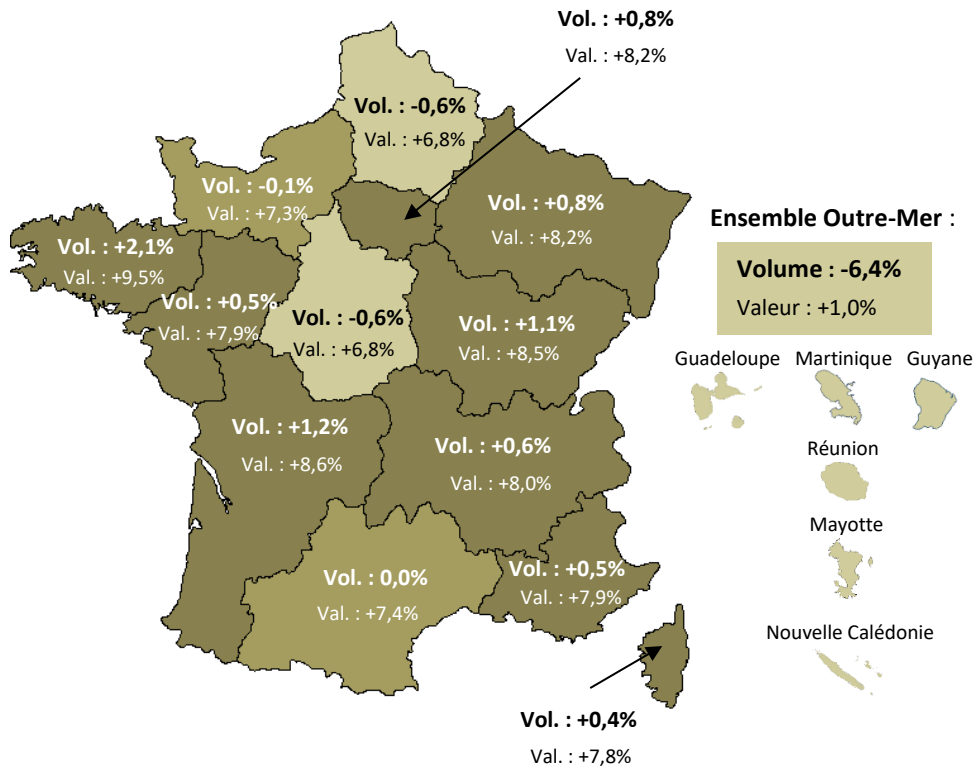 Vol. : +0,8%
Val. : +8,2%
Vol. : -0,6%
Val. : +6,8%
Vol. : -0,1%
Val. : +7,3%
Vol. : +0,8%
Val. : +8,2%
Vol. : +2,1%
Val. : +9,5%
Vol. : +0,5%
Val. : +7,9%
Vol. : -0,6%
Val. : +6,8%
Vol. : +1,1%
Val. : +8,5%
Vol. : +1,2%
Val. : +8,6%
Vol. : +0,6%
Val. : +8,0%
Vol. : 0,0%
Val. : +7,4%
Vol. : +0,5%
Val. : +7,9%
Vol. : +0,4%
Val. : +7,8%
Ensemble Outre-Mer :
Volume : -6,4%
Valeur : +1,0%
Guadeloupe Martinique Guyane
Réunion
Mayotte
Nouvelle Calédonie